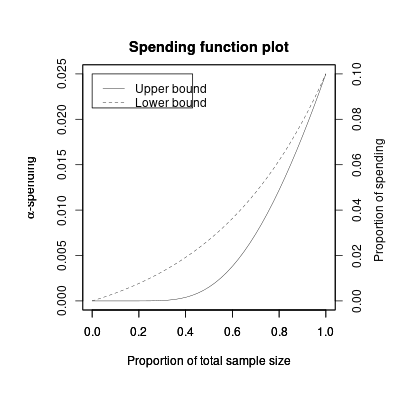 Spending function plot
Upper bound
Lower bound
0.025
0.020
0.015
0.010
0.005
0.000
α-spending
0.10
0.08
0.06
0.04
0.02
0.00
Proportion of spending
0.0 0.2 0.4 0.6 0.8 1.0
Proportion of total sample size